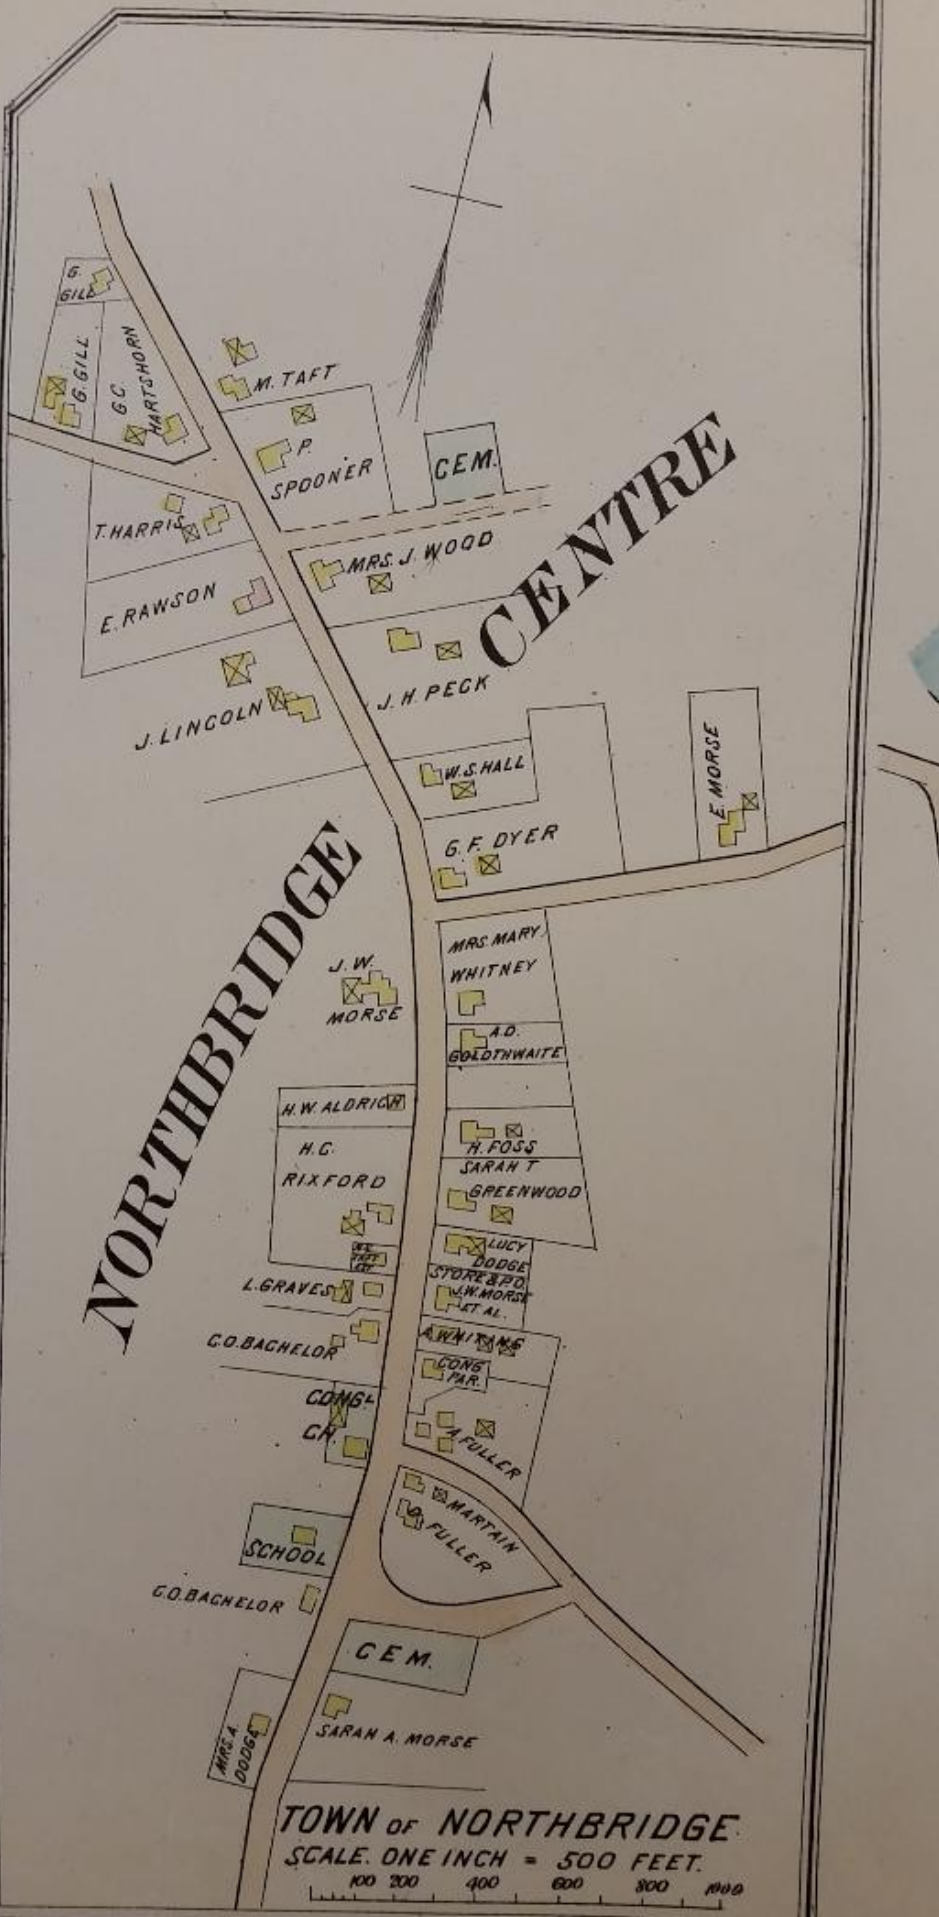 G.
GILL
G. GILL
G.C.
HARTSHORN
M. TAFT
P.
SPOONER
CEM.
T. HARRIS
MRS. J. WOOD
E. RAWSON
CENTRE
J. H. PECK
J. LINCOLN
W. S. HALL
E. MORSE
G. F. DYER
NORTHBRIDGE
MRS. MARY
WHITNEY
J. W.
MORSE
A.D.
GOLDTHWAITE
H. W. ALDRICH
H. FOSS
H.C.
RIXFORD
SARAH T
GREENWOOD
LUCY
DODGE
STORE & P.O.
J. W. MORSE
ET AL.
L. GRAVES
A. WHITING
C. O. BACHELOR
CONG
PAR.
CONGL
CH.
A. FULLER
MARTAIN
FULLER
SCHOOL
C. O. BACHELOR
CEM.
SARAH A. MORSE
MRS. A.
DODGE
TOWN OF NORTHBRIDGE.
SCALE. ONE INCH = 500 FEET.
100 200 400 600 800 1000